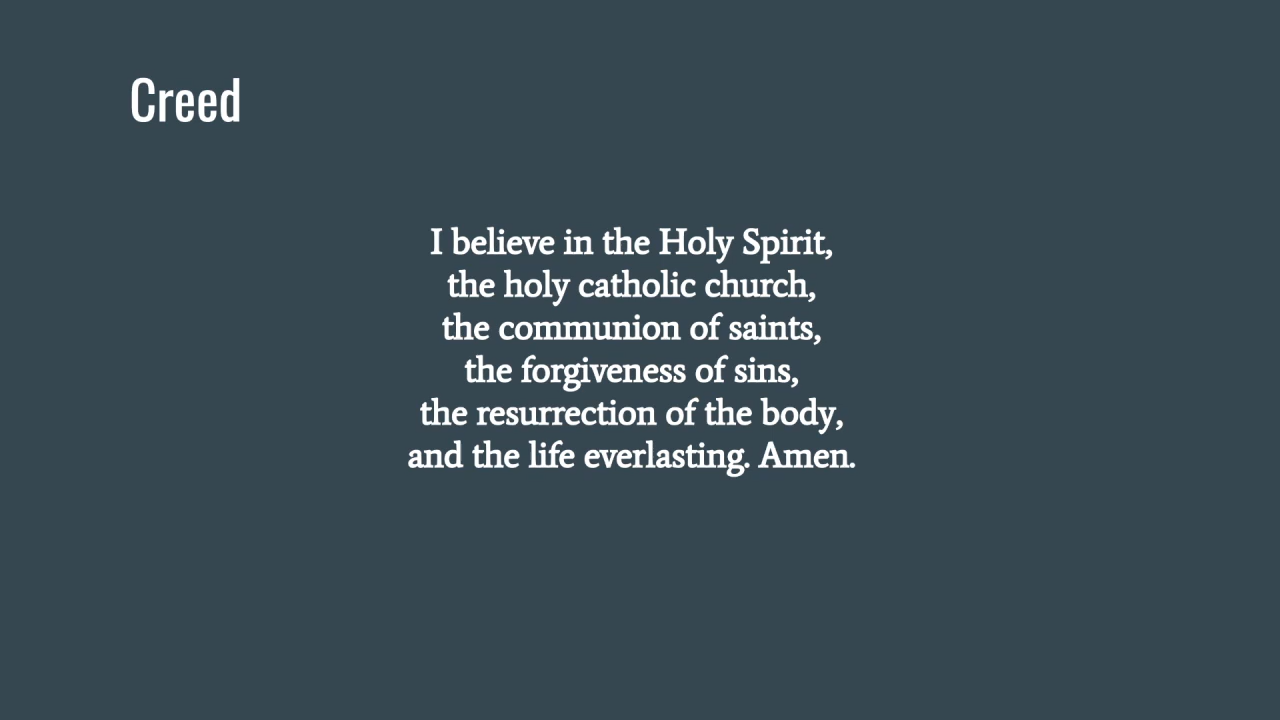 Creed
I believe in the Holy Spirit,
the holy catholic church,
the communion of saints,
the forgiveness of sins,
the resurrection of the body,
and the life everlasting. Amen.